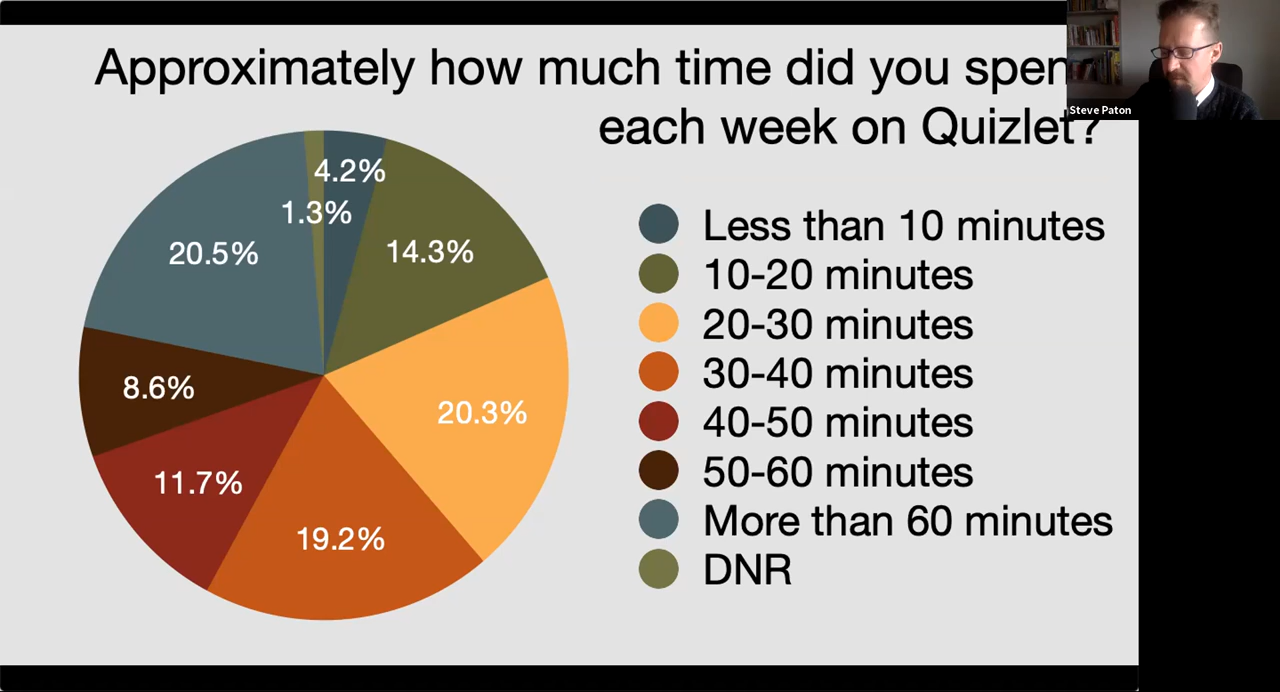 Approximately how much time did you spen
each week on Quizlet?
Steve Paton
4.2%
1.3%
20.5%
14.3%
8.6%
20.3%
11.7%
19.2%
Less than 10 minutes
10-20 minutes
20-30 minutes
30-40 minutes
40-50 minutes
50-60 minutes
More than 60 minutes
DNR